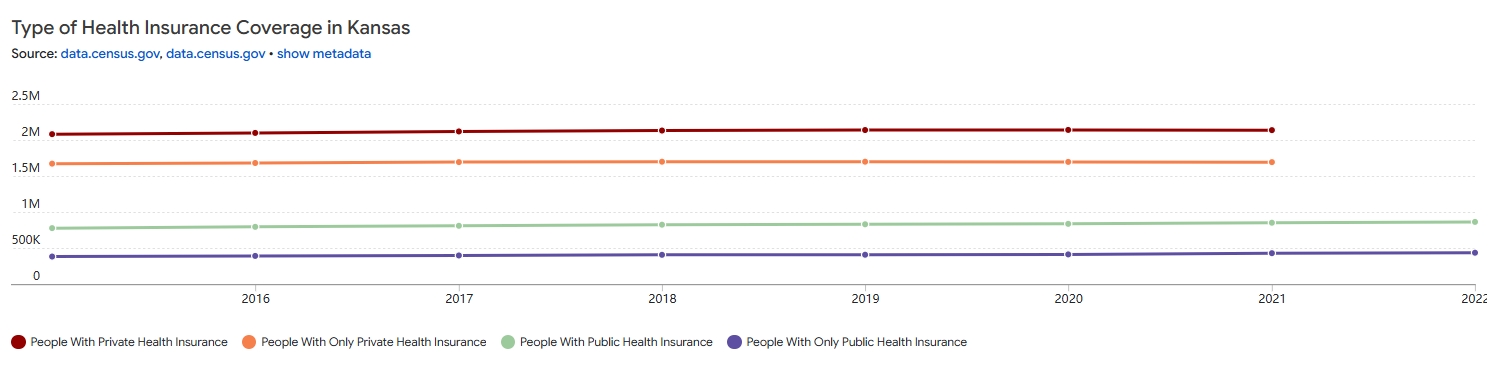 Type of Health Insurance Coverage in Kansas
Source: data.census.gov, data.census.gov • show metadata
2.5M
2M
1.5M
1M
500K
0
2016 2017 2018 2019 2020 2021 2022
People With Private Health Insurance People With Only Private Health Insurance People With Public Health Insurance People With Only Public Health Insurance